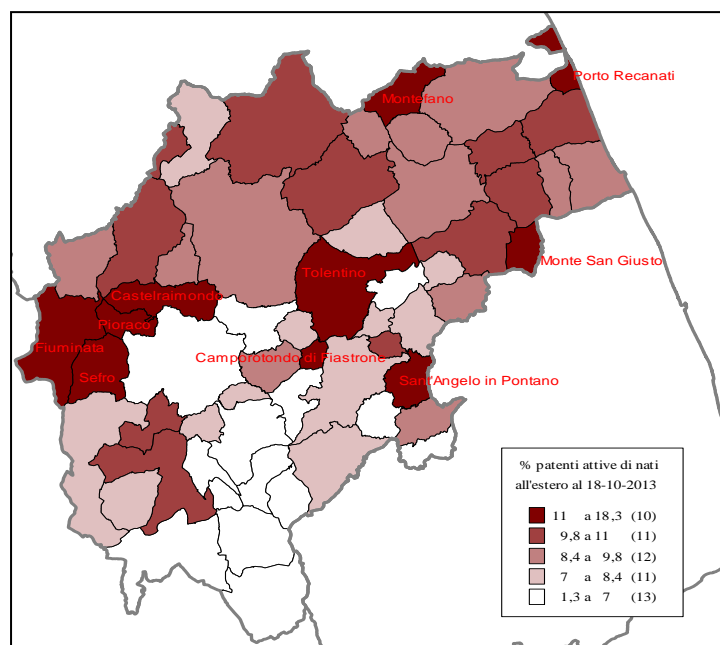 Porto Recanati
Montefano
Monte San Giusto
Tolentino
Castelraimondo
Pioraco
Fiuminata
Camporotondo di Fiastrone
Sefro
Sant'Angelo in Pontano
% patenti attive di nati
all'estero al 18-10-2013
11 a 18,3 (10)
9,8 a 11 (11)
8,4 a 9,8 (12)
7 a 8,4 (11)
1,3 a 7 (13)